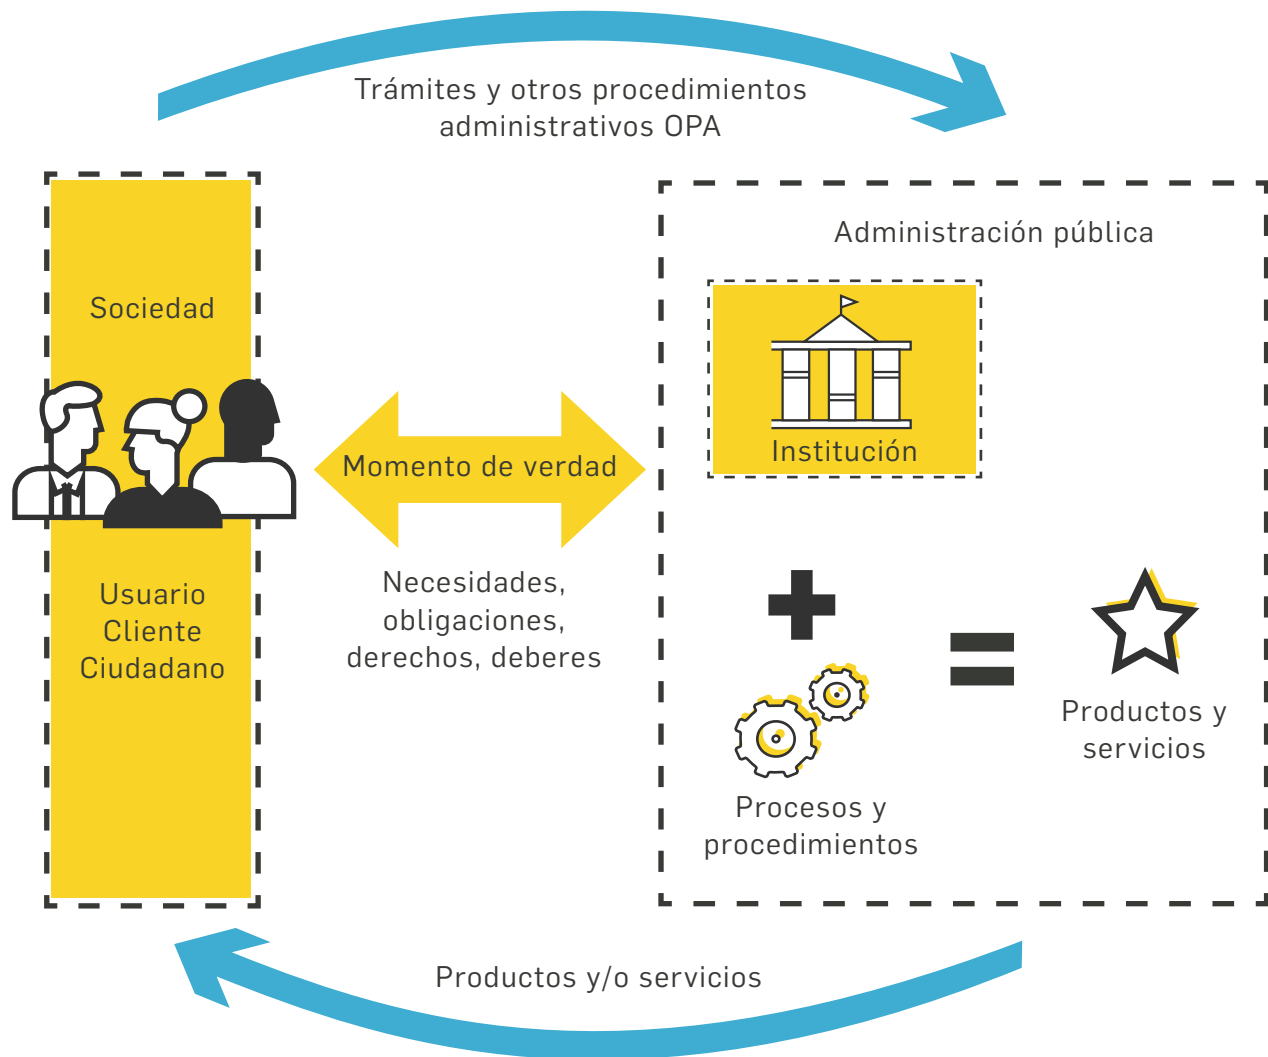 Trámites y otros procedimientos
administrativos OPA
Sociedad
Usuario
Cliente
Ciudadano
Momento de verdad
Necesidades,
obligaciones,
derechos, deberes
Administración pública
Institución
Procesos y
procedimientos
Productos y
servicios
Productos y/o servicios